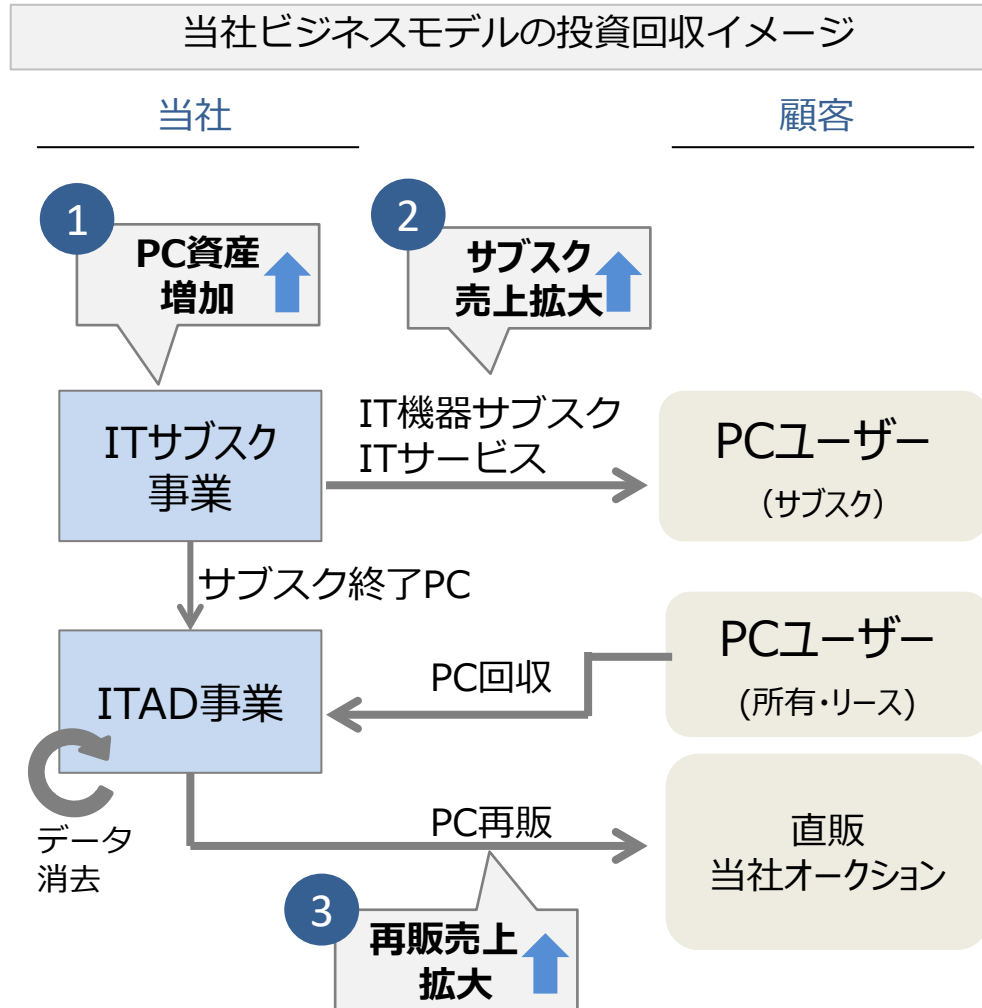 当社ビジネスモデルの投資回収イメージ
当社
顧客
1
PC資産
増加
2
サブスク
売上拡大
ITサブスク
事業
IT機器サブスク
ITサービス
PCユーザー
(サブスク)
サブスク終了PC
ITAD事業
PC回収
PCユーザー
(所有・リース)
データ
消去
PC再販
直販
当社オークション
3
再販売上
拡大